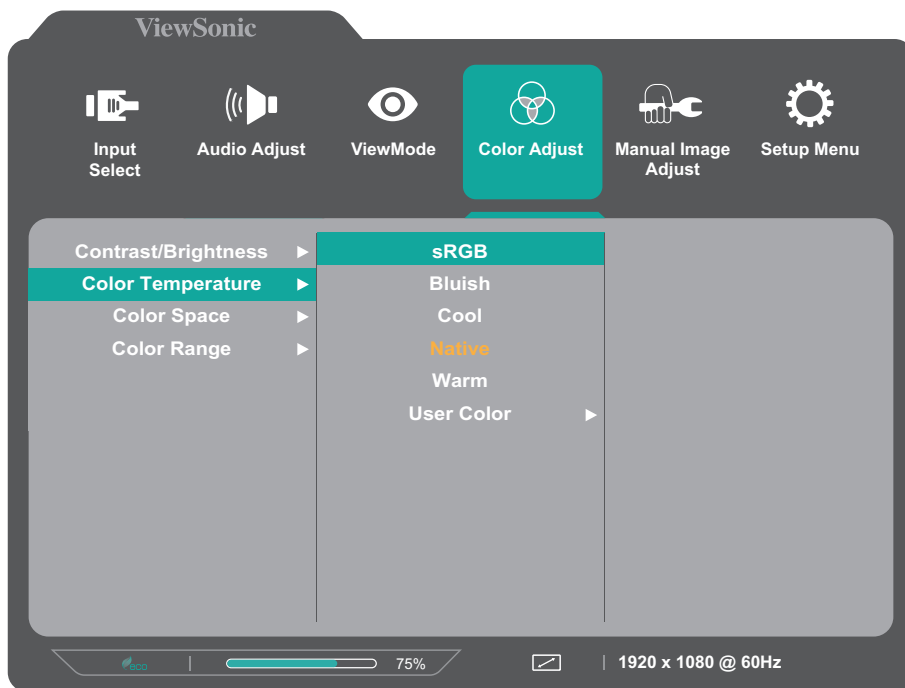 ViewSonic
Input
Select
Audio Adjust
ViewMode
Color Adjust
Manual Image
Adjust
Setup Menu
Contrast/Brightness
Color Temperature
Color Space
Color Range
sRGB
Bluish
Cool
Native
Warm
User Color
eco
75%
1920 x 1080 @ 60Hz